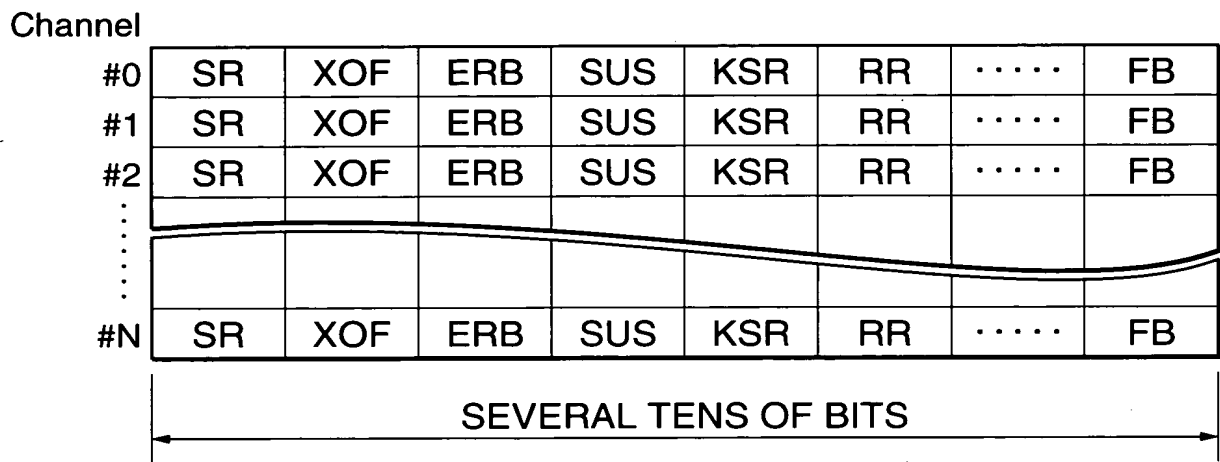 Channel
#0 SR XOF ERB SUS KSR RR ····· FB
#1 SR XOF ERB SUS KSR RR ····· FB
#2 SR XOF ERB SUS KSR RR ····· FB
#N SR XOF ERB SUS KSR RR ····· FB
SEVERAL TENS OF BITS